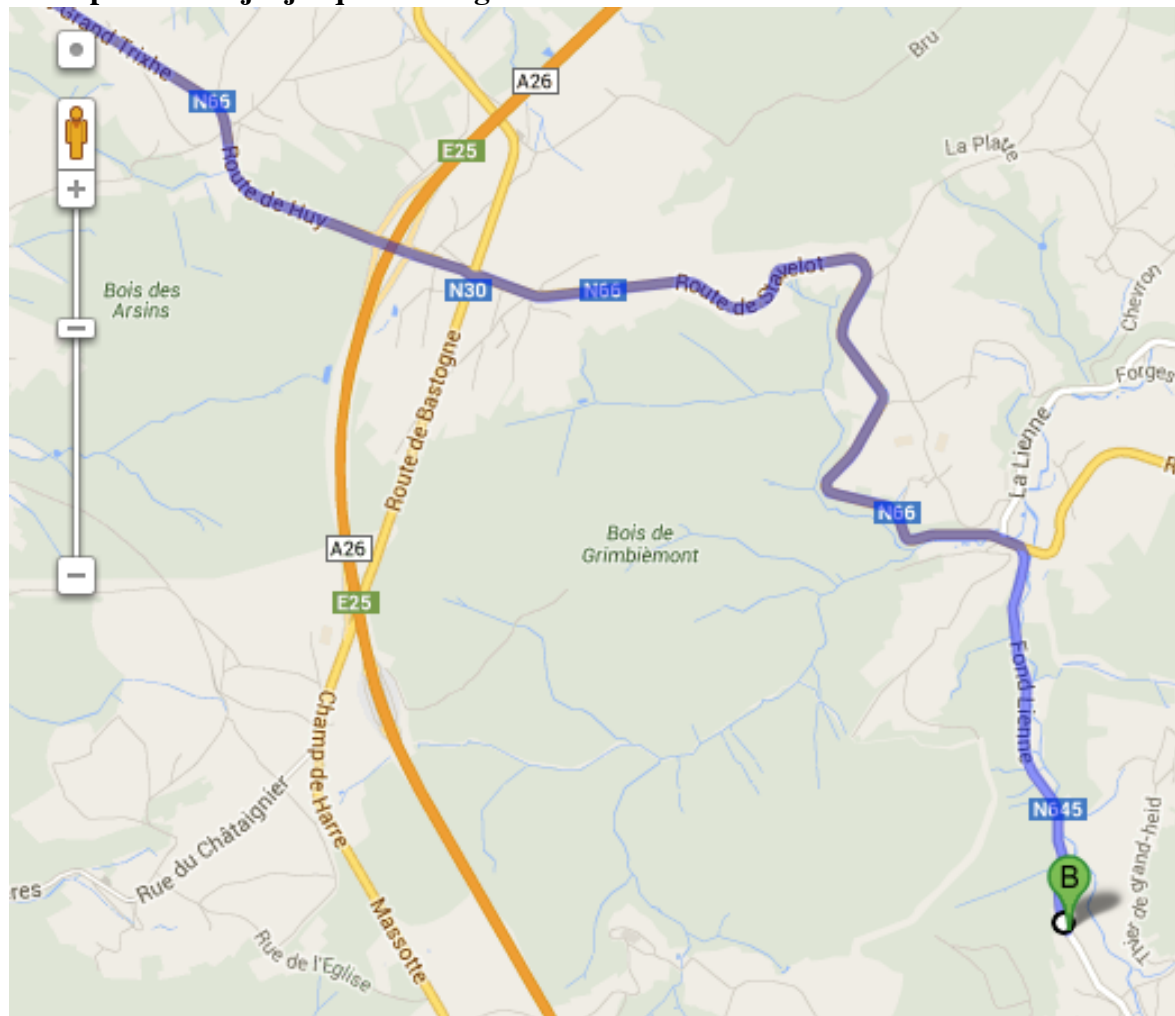 Grand Trixhe
N66
A26
Bru
E25
La Platte
Route de Huy
Bois des
Arsins
N30
N66
Route de Stavelot
Chevron
Forges
Route de Bastogne
La Lienne
R
N66
A26
Bois de
Grimbièmont
E25
Fond Lienne
Champ de Harre
N645
Rue du Châtaignier
Thier de grand-heid
B
res
Massotte
Rue de l'Eglise